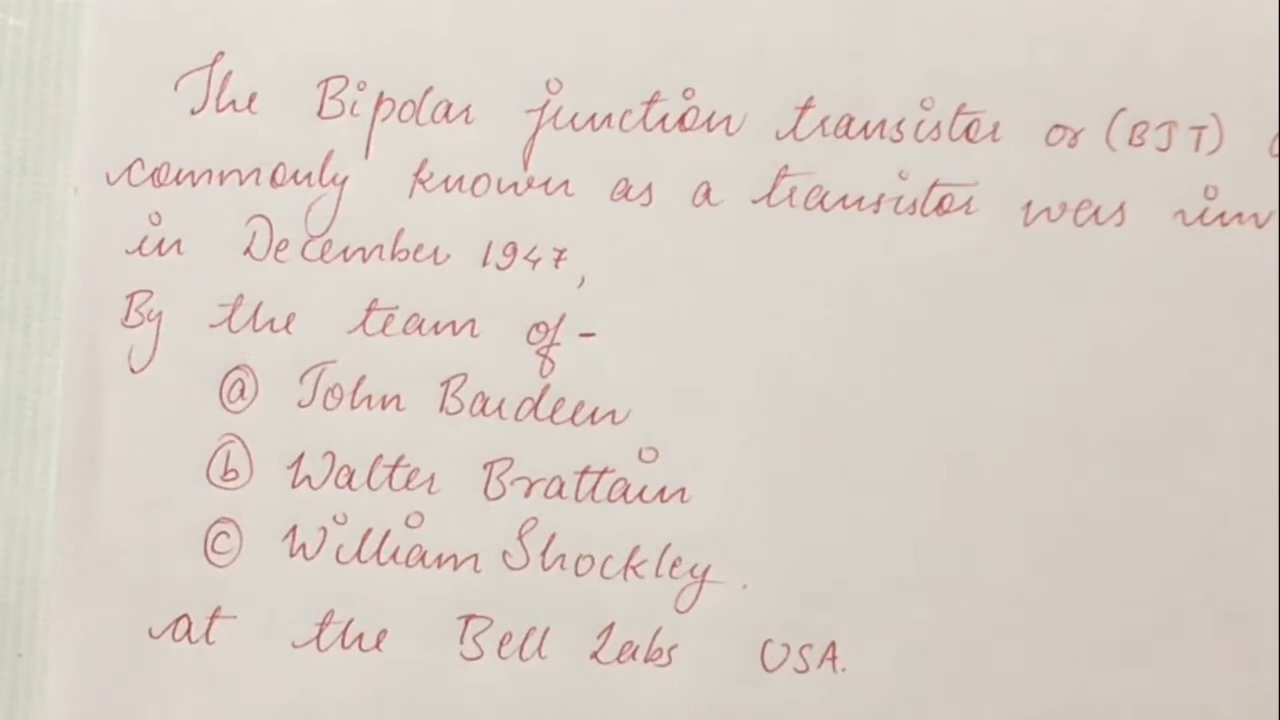 The Bipolar junction transistor or (BJT)
commonly known as a transistor was
in December 1947,
By the team of -
ⓐ John Bardeen
ⓑ Walter Brattain
ⓒ William Shockley.
at the Bell Labs USA.